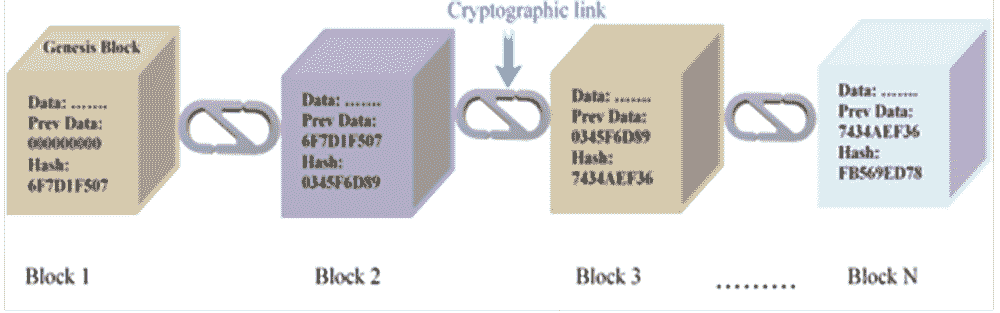 Cryptographic link
Genesis Block
Data: .......
Prev Data:
000000000
Hash:
6F7D1F507
Data: .......
Prev Data:
6F7D1F507
Hash:
0345F6D89
Data: .......
Prev Data:
0345F6D89
Hash:
7434AEF36
Data: .......
Prev Data:
7434AEF36
Hash:
FB569ED78
Block 1
Block 2
Block 3
.........
Block N